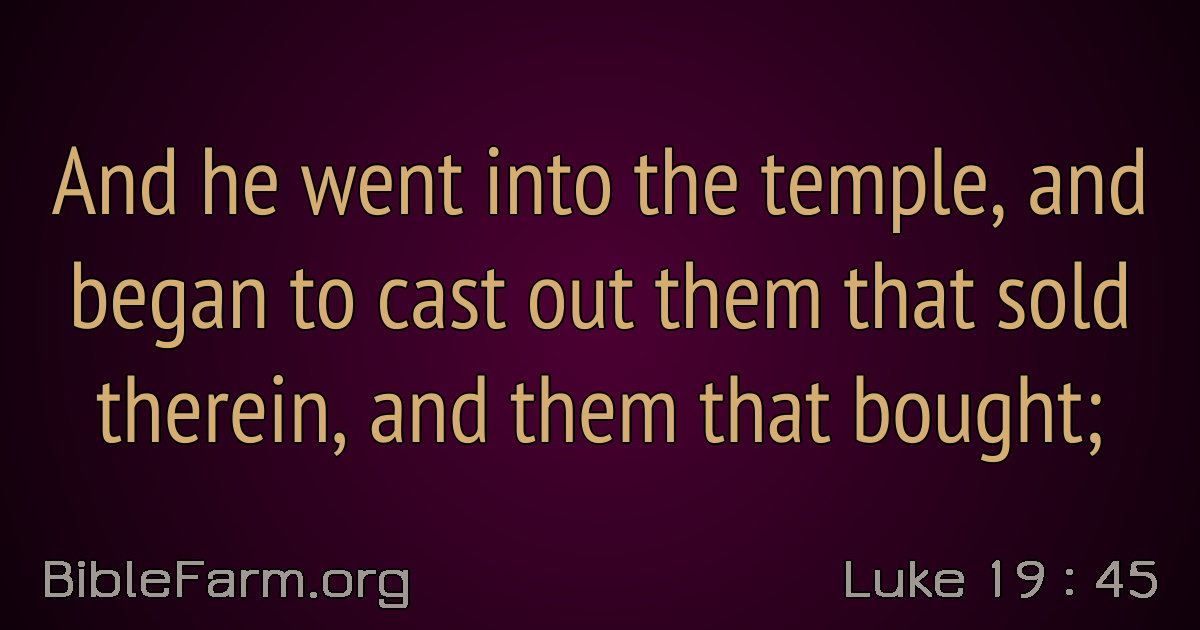 And he went into the temple, and
began to cast out them that sold
therein, and them that bought;
BibleFarm.org
Luke 19 : 45